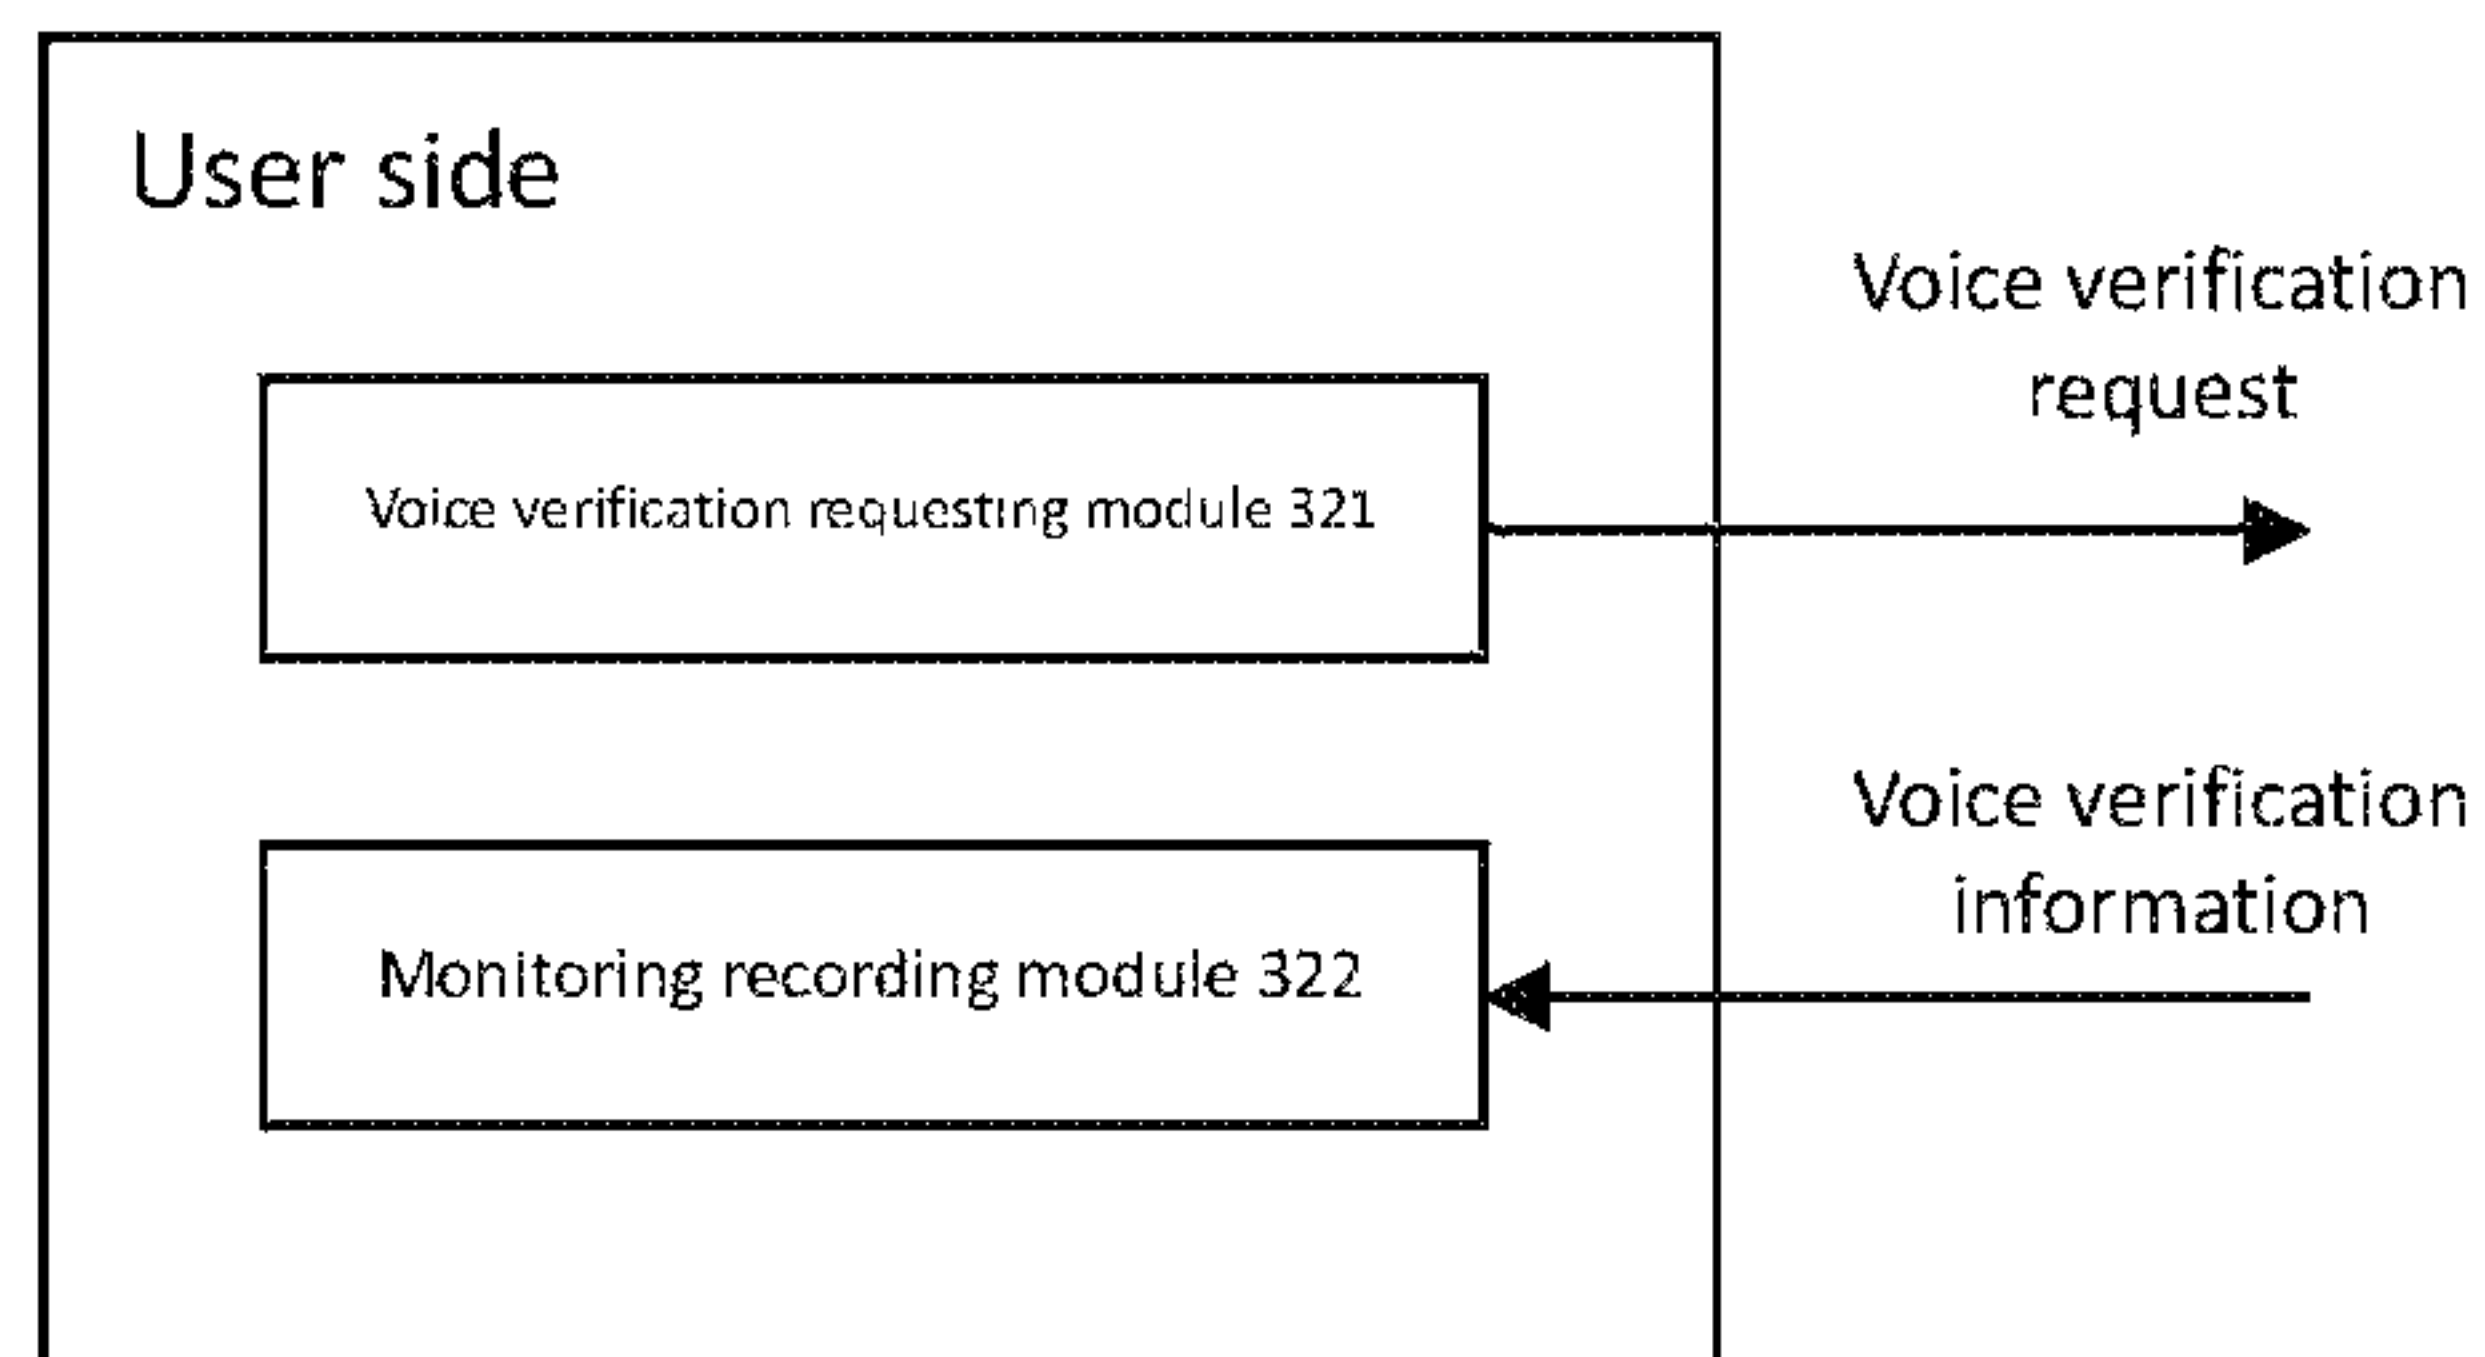 User side
Voice verification
request
Voice verification requesting module 321
Voice verification
information
Monitoring recording module 322